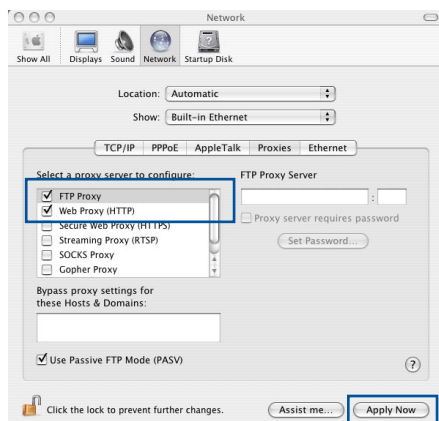 Network
Show All Displays Sound Network Startup Disk
Location: Automatic
Show: Built-in Ethernet
TCP/IP PPPoE AppleTalk Proxies Ethernet
Select a proxy server to configure: FTP Proxy Server
FTP Proxy :
Web Proxy (HTTP) Proxy server requires password
Secure Web Proxy (HTTPS)
Streaming Proxy (RTSP) Set Password...
SOCKS Proxy
Gopher Proxy
Bypass proxy settings for
these Hosts & Domains:
Use Passive FTP Mode (PASV) ?
Click the lock to prevent further changes. Assist me... Apply Now